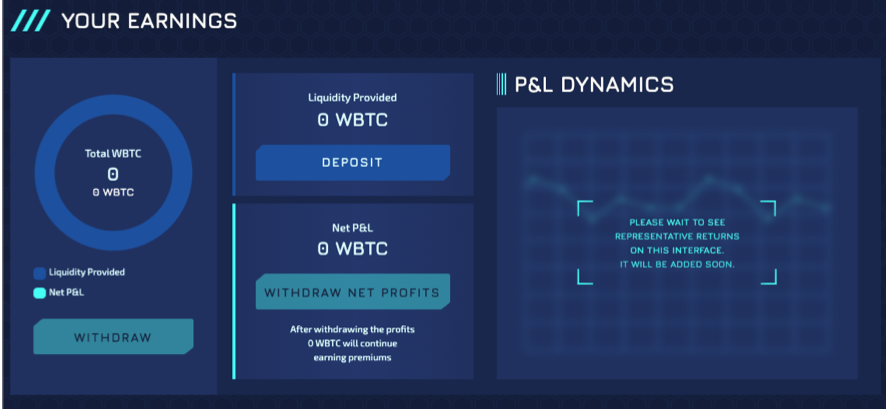 YOUR EARNINGS
Total WBTC
0
0 WBTC
Liquidity Provided
Net P&L
WITHDRAW
Liquidity Provided
0 WBTC
DEPOSIT
Net P&L
0 WBTC
WITHDRAW NET PROFITS
After withdrawing the profits
0 WBTC will continue
earning premiums
P&L DYNAMICS
PLEASE WAIT TO SEE
REPRESENTATIVE RETURNS
ON THIS INTERFACE.
IT WILL BE ADDED SOON.